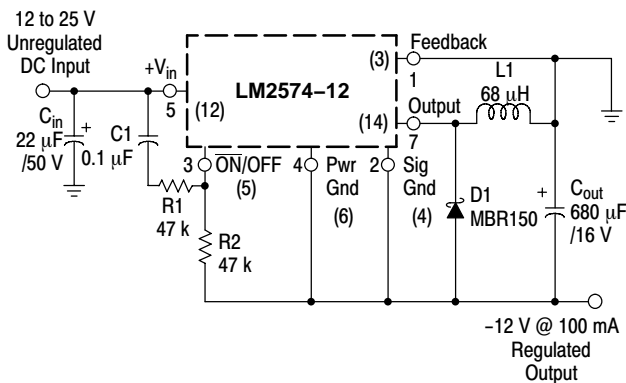 12 to 25 V
Unregulated
DC Input
+Vin
5
(12)
LM2574–12
(3)
Feedback
1
(14)
Output
7
L1
68 μH
Cin
22 μF
/50 V
+
C1
0.1 μF
3
ON/OFF
(5)
4
Pwr
Gnd
(6)
2
Sig
Gnd
(4)
R1
47 k
R2
47 k
D1
MBR150
+
Cout
680 μF
/16 V
–12 V @ 100 mA
Regulated
Output